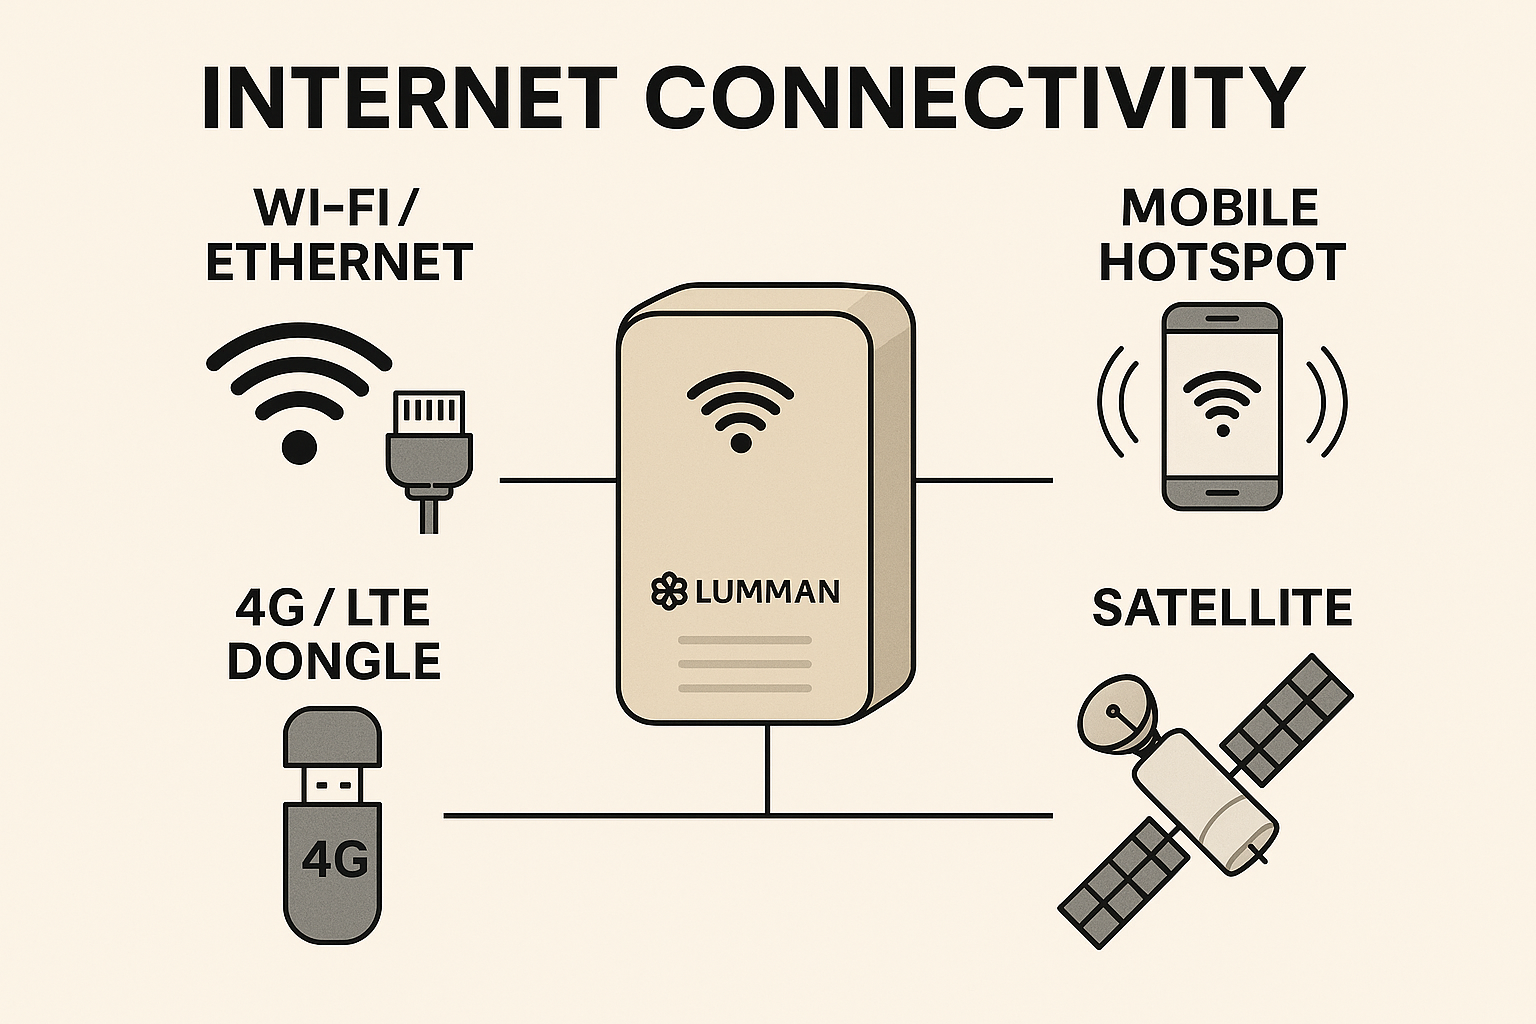 INTERNET CONNECTIVITY
WI-FI /
ETHERNET
MOBILE
HOTSPOT
LUMMAN
4G / LTE
DONGLE
4G
SATELLITE